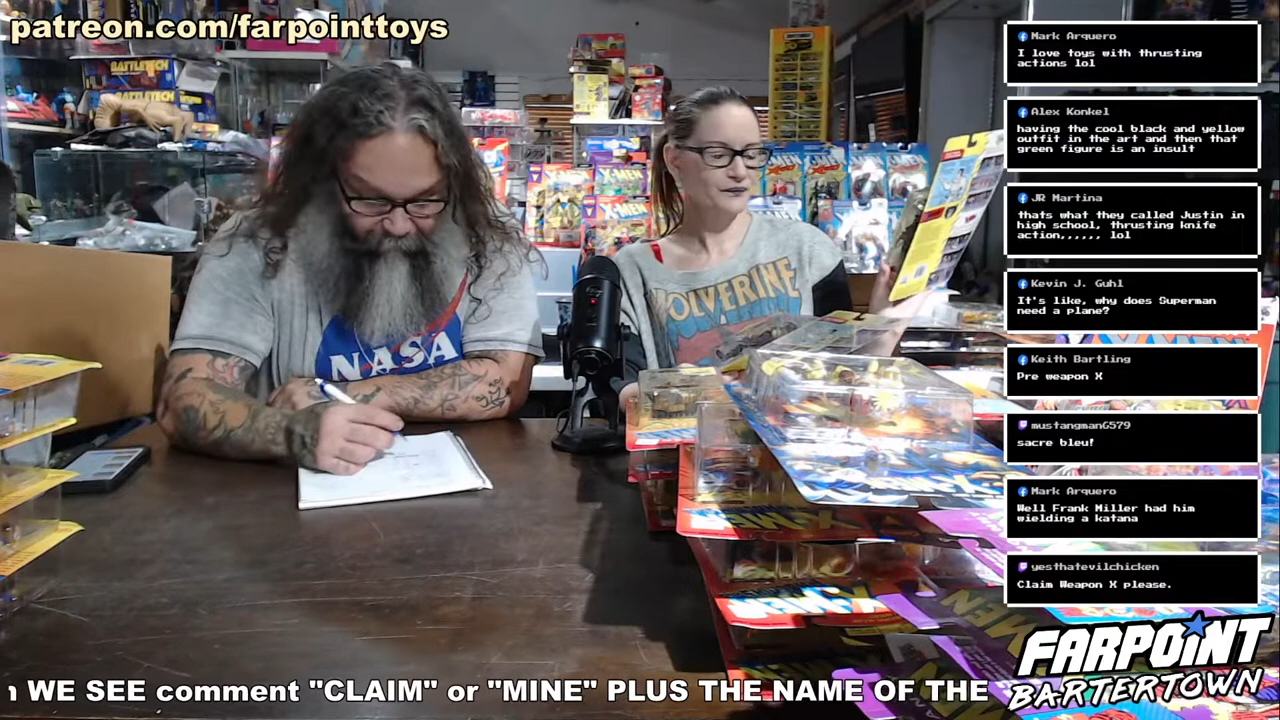 patreon.com/farpointtoys
BATTLETECH
X-MEN
X-MEN
X-MEN
WOLVERINE
NASA
X-MEN
X-MEN
Mark Arquero
I love toys with thrusting
actions lol
Alex Konkel
having the cool black and yellow
outfit in the art and then that
green figure is an insult
JR Martina
thats what they called Justin in
high school, thrusting knife
action,,,,,, lol
Kevin J. Guhl
It's like, why does Superman
need a plane?
Keith Bartling
Pre weapon X
mustangman6579
sacre bleu!
Mark Arquero
Well Frank Miller had him
wielding a katana
yesthatevilchicken
Claim Weapon X please.
FARPOINT
BARTERTOWN
WE SEE comment "CLAIM" or "MINE" PLUS THE NAME OF THE